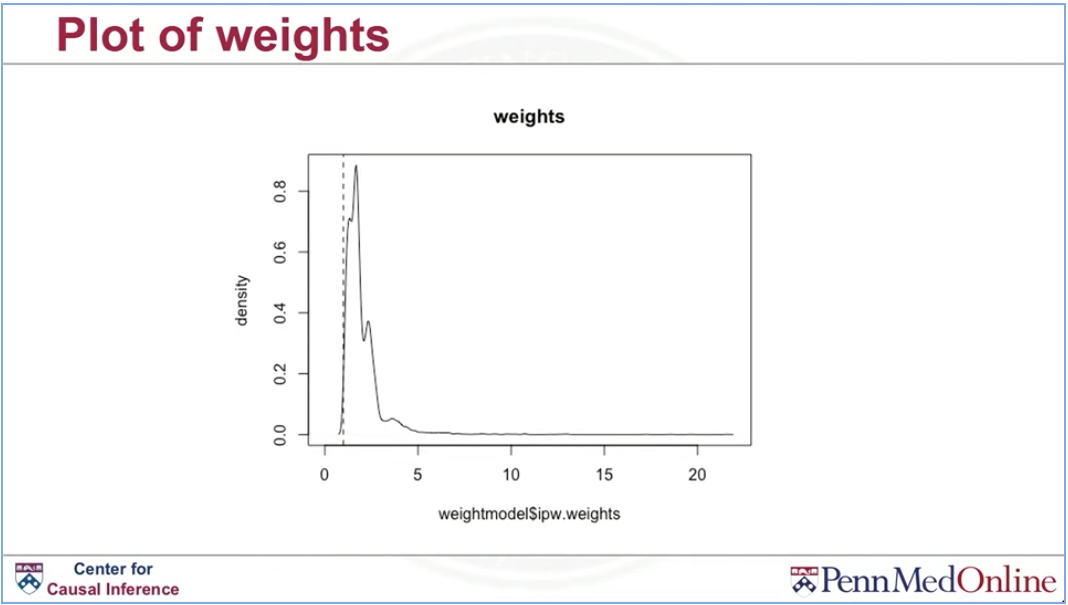 Plot of weights
weights
density
0.8
0.6
0.4
0.2
0.0
0 5 10 15 20
weightmodel$ipw.weights
Center for
Causal Inference
PennMedOnline